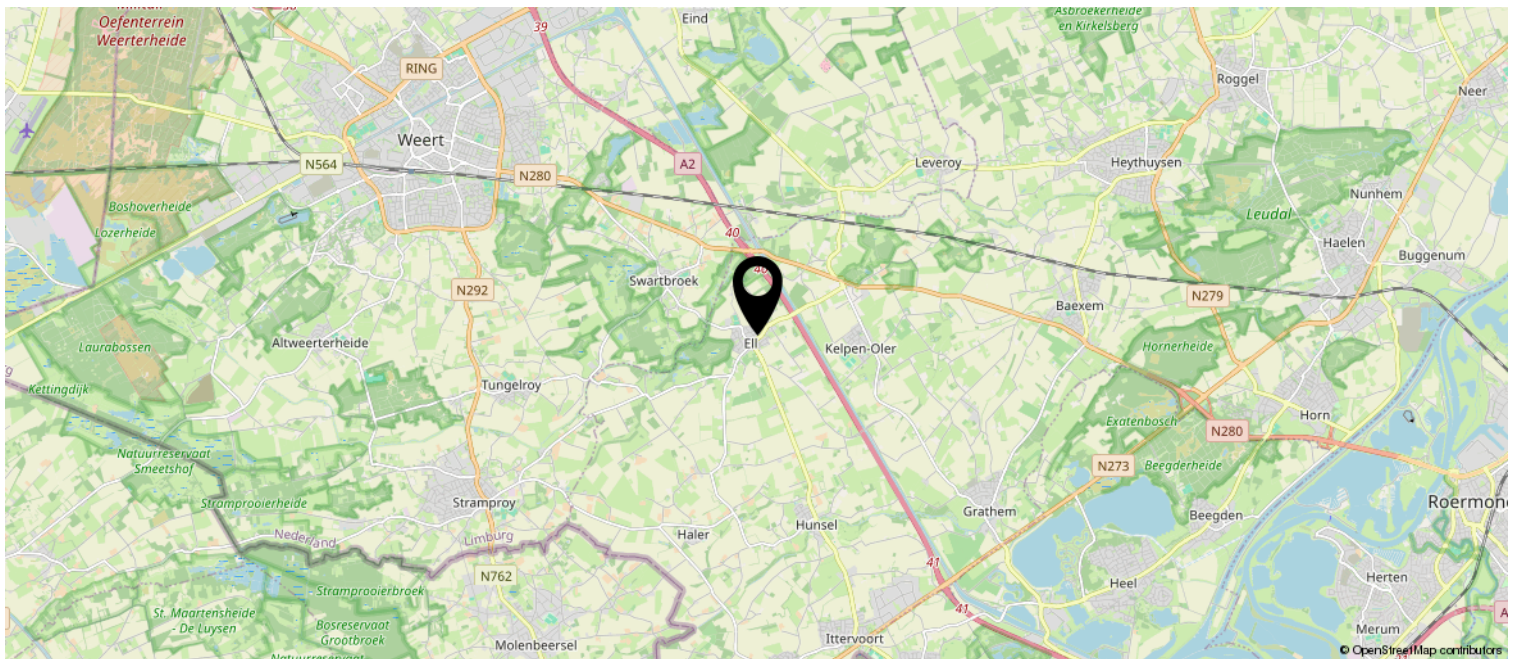 Oefenterrein
Weerterheide
39
Eind
Asbroekerheide
en Kirkelsberg
RING
Roggel
Neer
Weert
N564
A2
N280
Leveroy
Heythuysen
Nunhem
Boshoverheide
Lozerheide
Leudal
40
Haelen
Buggenum
Swartbroek
N292
N279
Baexem
Laurabossen
Altweerterheide
Ell
Kelpen-Oler
Hornerheide
Kettingdijk
Tungelroy
Horn
Exatenbosch
N280
Natuurreservaat
Smeetshof
N273
Beegderheide
Stramprooierheide
Stramproy
Grathem
Beegden
Roermon
Nederland
Limburg
Haler
Hunsel
41
N762
Heel
Herten
Stramprooierbroek
St. Maartensheide
- De Luysen
Bosreservaat
Grootbroek
41
Ittervoort
Merum
Molenbeersel
Natuurreservaat
© OpenStreetMap contributors